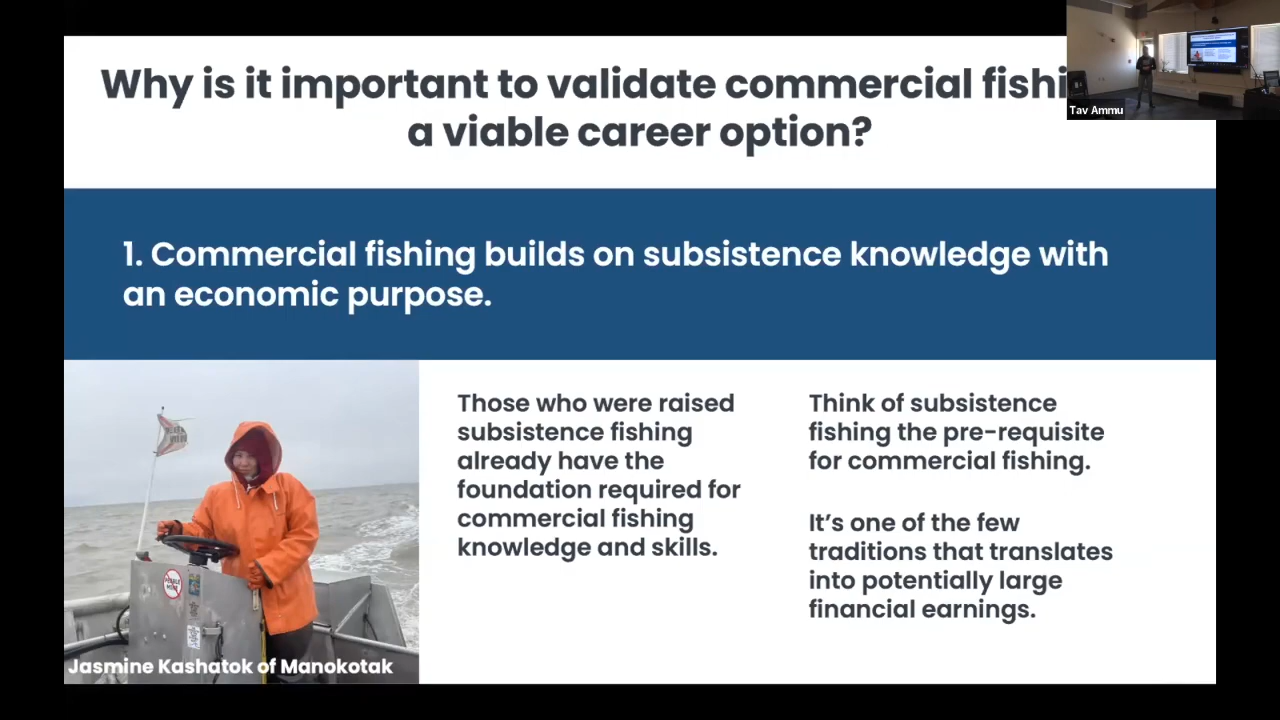 Why is it important to validate commercial fishi
a viable career option?
Tav Ammu
1. Commercial fishing builds on subsistence knowledge with
an economic purpose.
Those who were raised
subsistence fishing
already have the
foundation required for
commercial fishing
knowledge and skills.
Think of subsistence
fishing the pre-requisite
for commercial fishing.
It's one of the few
traditions that translates
into potentially large
financial earnings.
Jasmine Kashatok of Manokotak